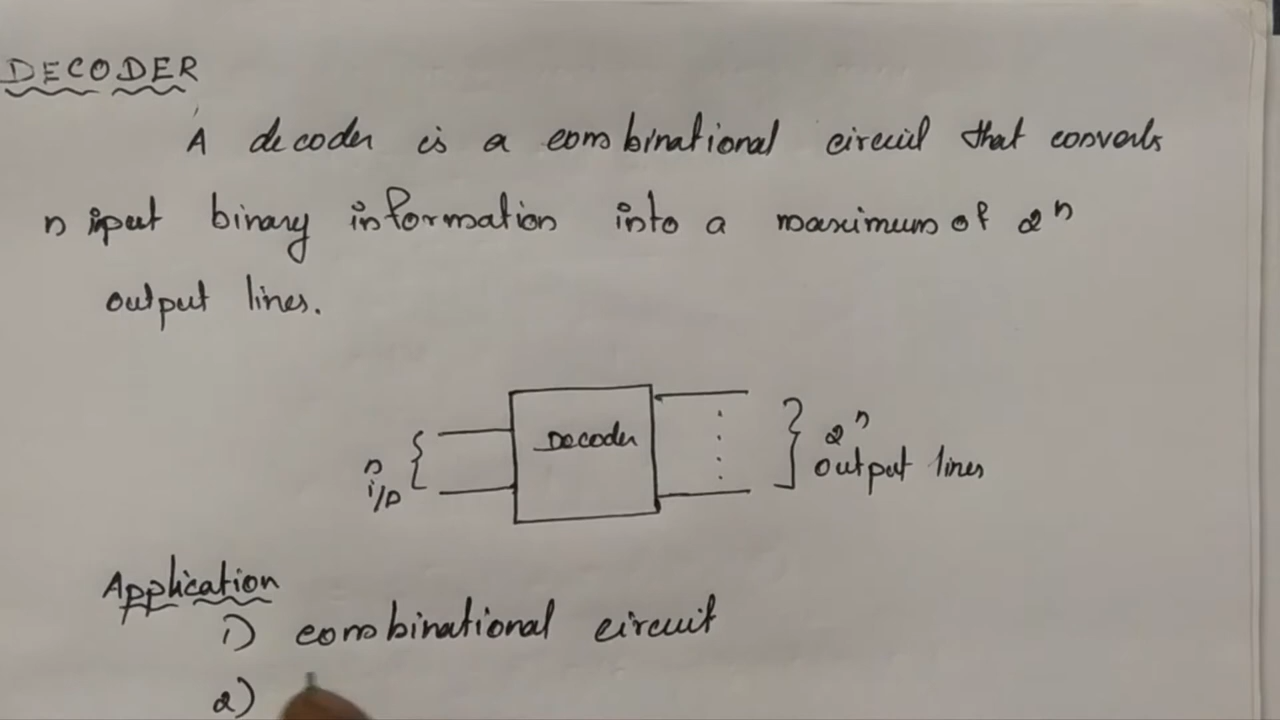 DECODER
A decoder is a combinational circuit that converts
n iput binary information into a maximum of 2ⁿ
output lines.
Decoder
n
i/p
2ⁿ
output lines
Application
1) combinational circuit
2)